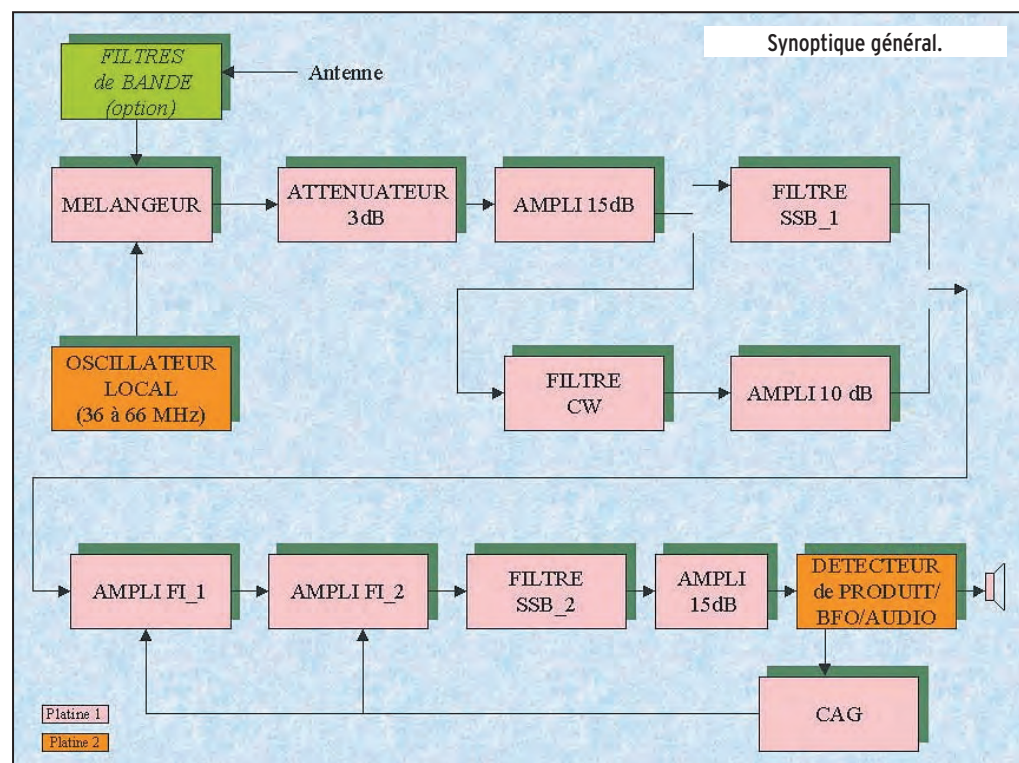 Synoptique général.
FILTRES
de BANDE
(option)
Antenne
MELANGEUR
ATTENUATEUR
3dB
AMPLI 15dB
FILTRE
SSB_1
OSCILLATEUR
LOCAL
(36 à 66 MHz)
FILTRE
CW
AMPLI 10 dB
AMPLI FI_1
AMPLI FI_2
FILTRE
SSB_2
AMPLI
15dB
DETECTEUR
de PRODUIT/
BFO/AUDIO
CAG
Platine 1
Platine 2